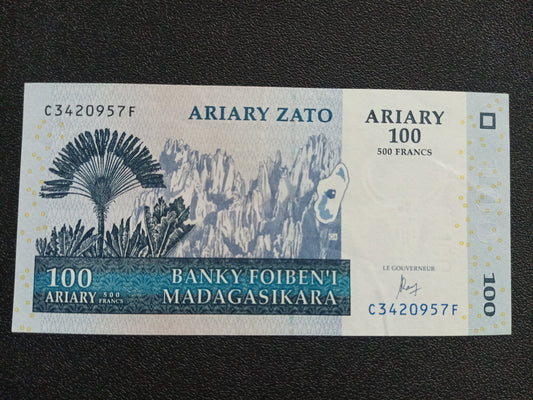 C3420957F
ARIARY ZATO
ARIARY
100
500 FRANCS
100
ARIARY 500 FRANCS
BANKY FOIBEN'I
MADAGASIKARA
LE GOUVERNEUR
C3420957F
100